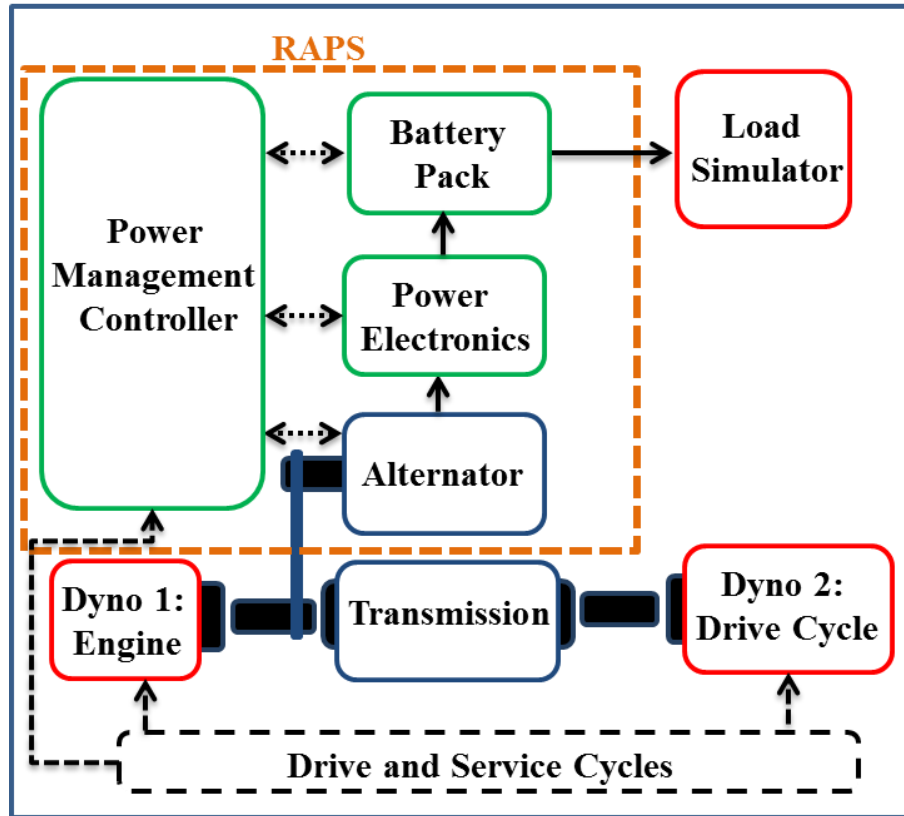 RAPS
Power
Management
Controller
Battery
Pack
Load
Simulator
Power
Electronics
Alternator
Dyno 1:
Engine
Transmission
Dyno 2:
Drive Cycle
Drive and Service Cycles